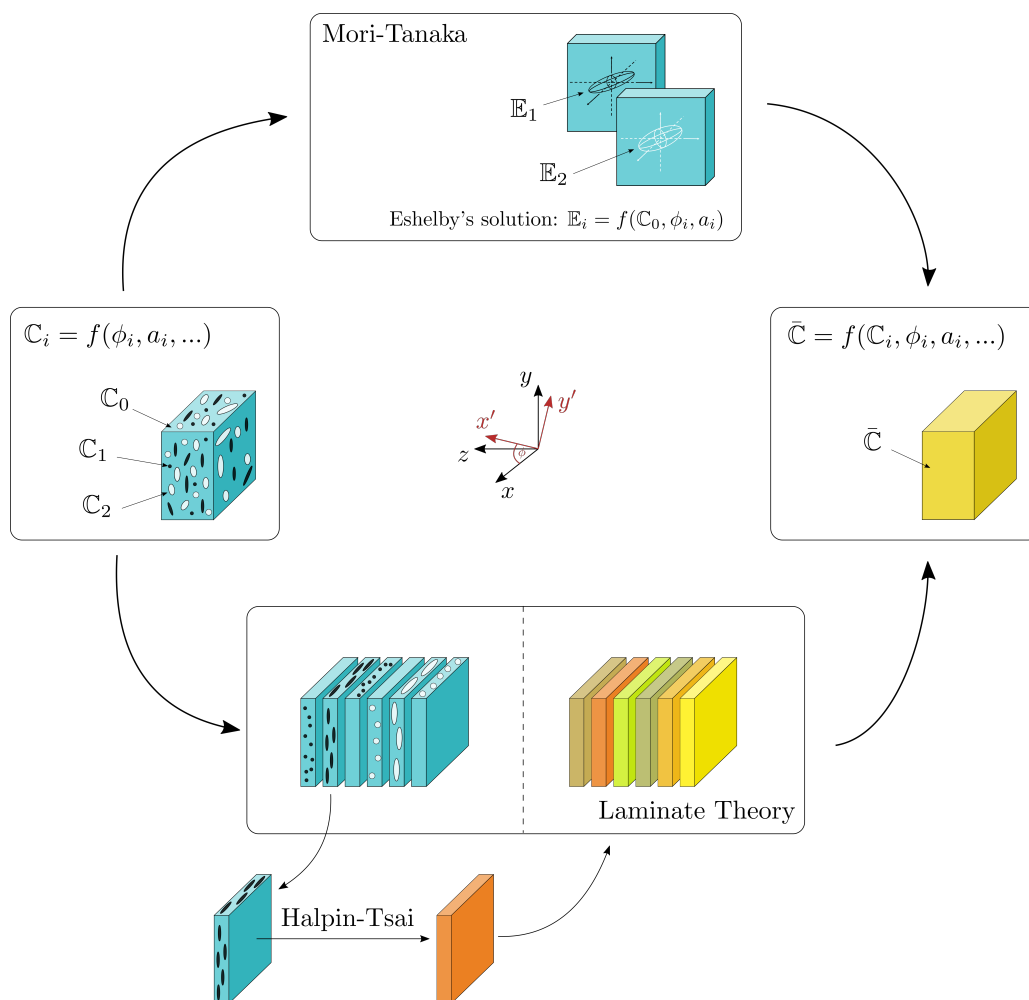 Mori-Tanaka
𝔼₁
𝔼₂
Eshelby's solution: 𝔼ᵢ = f(ℂ₀, ϕᵢ, aᵢ)
ℂᵢ = f(ϕᵢ, aᵢ, ...)
ℂ₀
ℂ₁
ℂ₂
y
y′
x′
z
ϕ
x
ℂ̄ = f(ℂᵢ, ϕᵢ, aᵢ, ...)
ℂ̄
Laminate Theory
Halpin-Tsai